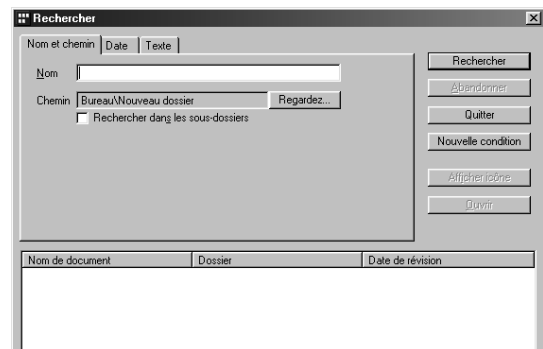 Rechercher
Nom et chemin Date Texte
Nom
Chemin Bureau\Nouveau dossier Regardez...
Rechercher dans les sous-dossiers
Rechercher
Abandonner
Quitter
Nouvelle condition
Afficher icône
Ouvrir
Nom de document Dossier Date de révision